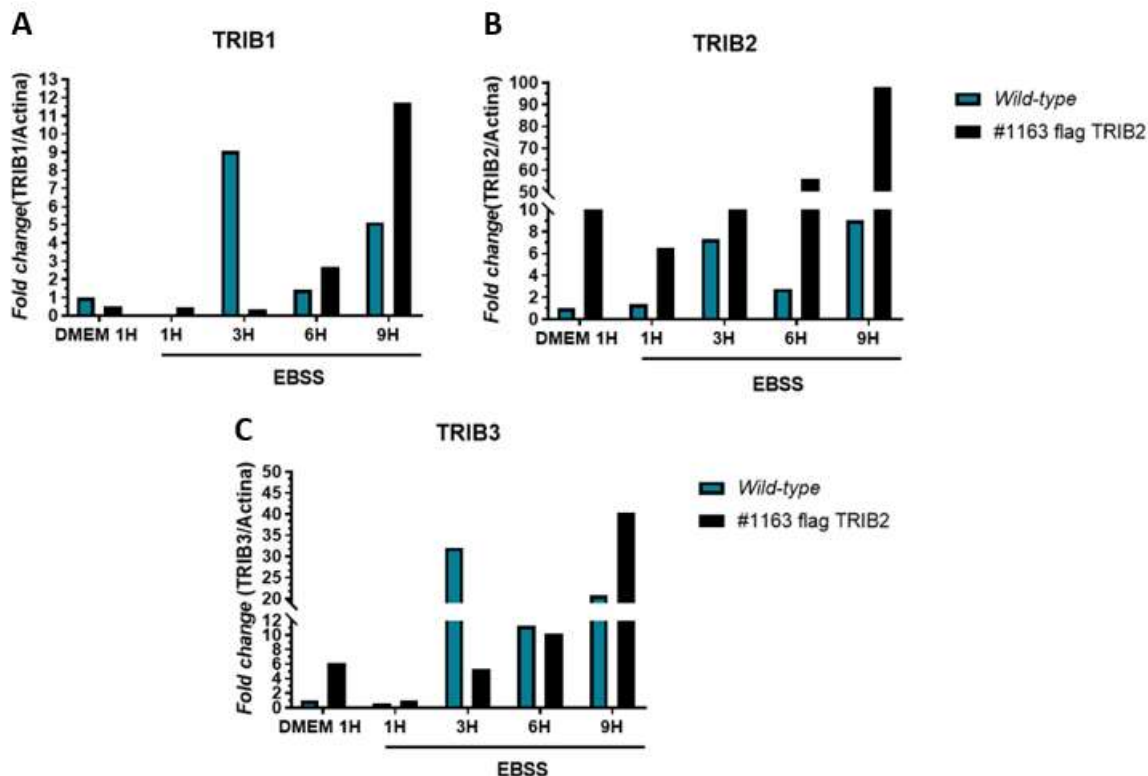 A
TRIB1
Fold change(TRIB1/Actina)
13
12
11
10
9
8
7
6
5
4
3
2
1
0
DMEM 1H 1H 3H 6H 9H
EBSS
B
TRIB2
Fold change(TRIB2/Actina)
100
90
80
70
60
50
10
8
6
4
2
0
DMEM 1H 1H 3H 6H 9H
EBSS
Wild-type
#1163 flag TRIB2
C
TRIB3
Fold change (TRIB3/Actina)
50
45
40
35
30
25
20
12
10
8
6
4
2
0
DMEM 1H 1H 3H 6H 9H
EBSS
Wild-type
#1163 flag TRIB2